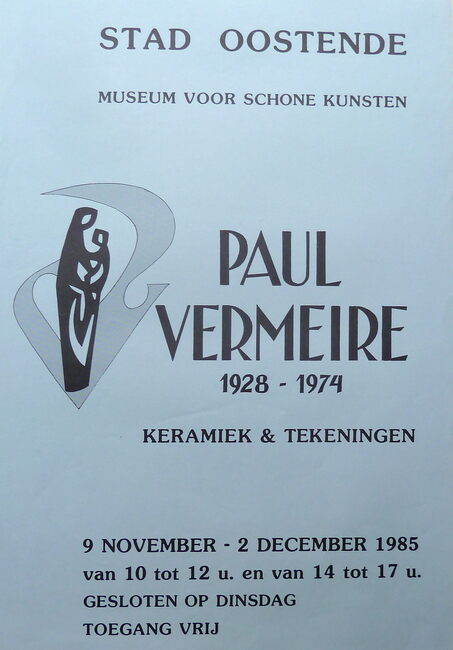 STAD OOSTENDE
MUSEUM VOOR SCHONE KUNSTEN
PAUL
VERMEIRE
1928 - 1974
KERAMIEK & TEKENINGEN
9 NOVEMBER - 2 DECEMBER 1985
van 10 tot 12 u. en van 14 tot 17 u.
GESLOTEN OP DINSDAG
TOEGANG VRIJ